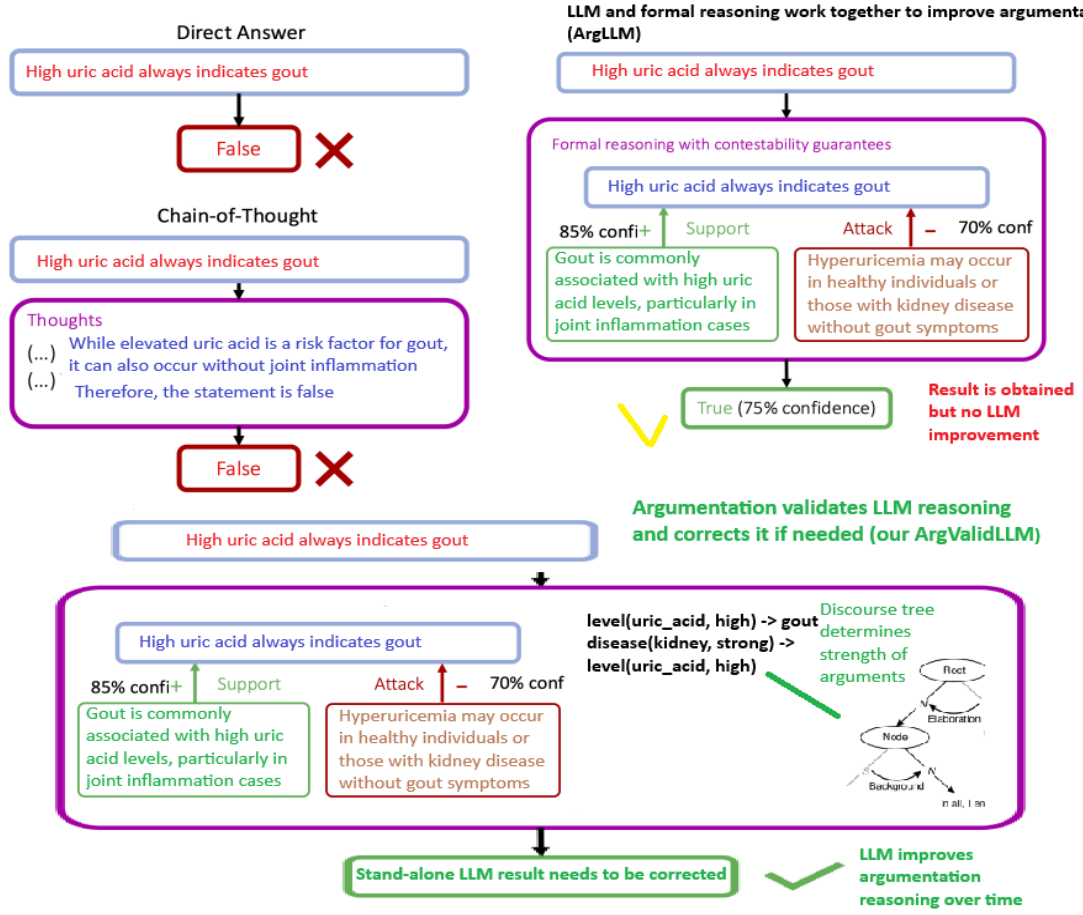 Direct Answer
High uric acid always indicates gout
False
Chain-of-Thought
High uric acid always indicates gout
Thoughts
(...) While elevated uric acid is a risk factor for gout,
(...) it can also occur without joint inflammation
Therefore, the statement is false
False
LLM and formal reasoning work together to improve argumenta
(ArgLLM)
High uric acid always indicates gout
Formal reasoning with contestability guarantees
High uric acid always indicates gout
85% confi+ Support Attack – 70% conf
Gout is commonly
associated with high uric
acid levels, particularly in
joint inflammation cases
Hyperuricemia may occur
in healthy individuals or
those with kidney disease
without gout symptoms
True (75% confidence)
Result is obtained
but no LLM
improvement
Argumentation validates LLM reasoning
and corrects it if needed (our ArgValidLLM)
High uric acid always indicates gout
High uric acid always indicates gout
85% confi+ Support Attack – 70% conf
Gout is commonly
associated with high uric
acid levels, particularly in
joint inflammation cases
Hyperuricemia may occur
in healthy individuals or
those with kidney disease
without gout symptoms
level(uric_acid, high) -> gout
disease(kidney, strong) ->
level(uric_acid, high)
Discourse tree
determines
strength of
arguments
Root
N
Elaboration
Node
S N
Background
in all, I en
Stand-alone LLM result needs to be corrected
LLM improves
argumentation
reasoning over time